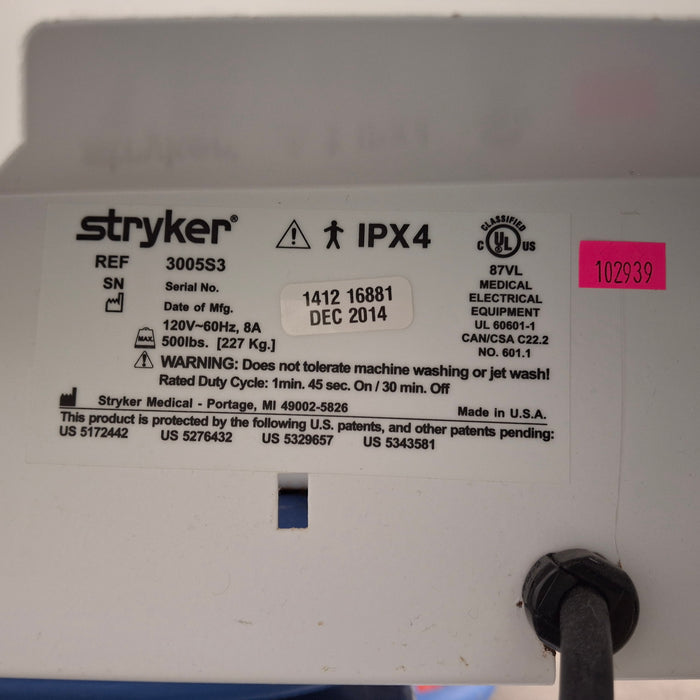 stryker®
IPX4
REF 3005S3
SN Serial No.
Date of Mfg.
1412 16881
DEC 2014
120V~60Hz, 8A
MAX. 500lbs. [227 Kg.]
CLASSIFIED
C UL US
87VL
MEDICAL
ELECTRICAL
EQUIPMENT
UL 60601-1
CAN/CSA C22.2
NO. 601.1
102939
WARNING: Does not tolerate machine washing or jet wash!
Rated Duty Cycle: 1min. 45 sec. On / 30 min. Off
Stryker Medical - Portage, MI 49002-5826
Made in U.S.A.
This product is protected by the following U.S. patents, and other patents pending:
US 5172442 US 5276432 US 5329657 US 5343581